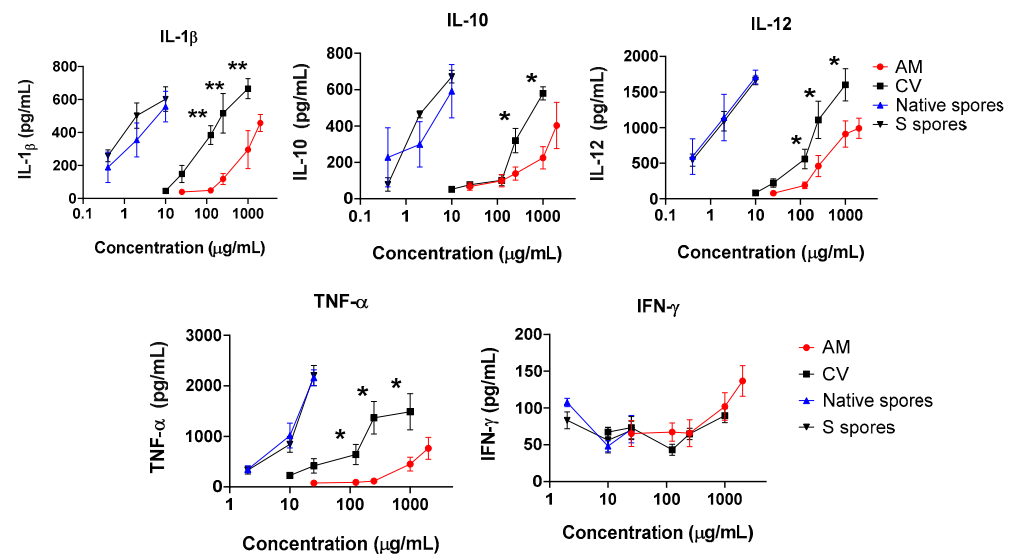 IL-1β
IL-1β (pg/mL)
800
600
400
200
0
**
**
**
0.1
1
10
100
1000
Concentration (μg/mL)
IL-10
IL-10 (pg/mL)
800
600
400
200
0
*
*
0.1
1
10
100
1000
Concentration (μg/mL)
IL-12
IL-12 (pg/mL)
2000
1500
1000
500
0
*
*
*
0.1
1
10
100
1000
Concentration (μg/mL)
AM
CV
Native spores
S spores
TNF-α
TNF-α (pg/mL)
3000
2000
1000
0
*
*
*
1
10
100
1000
Concentration (μg/mL)
IFN-γ
IFN-γ (pg/mL)
200
150
100
50
0
1
10
100
1000
Concentration (μg/mL)
AM
CV
Native spores
S spores